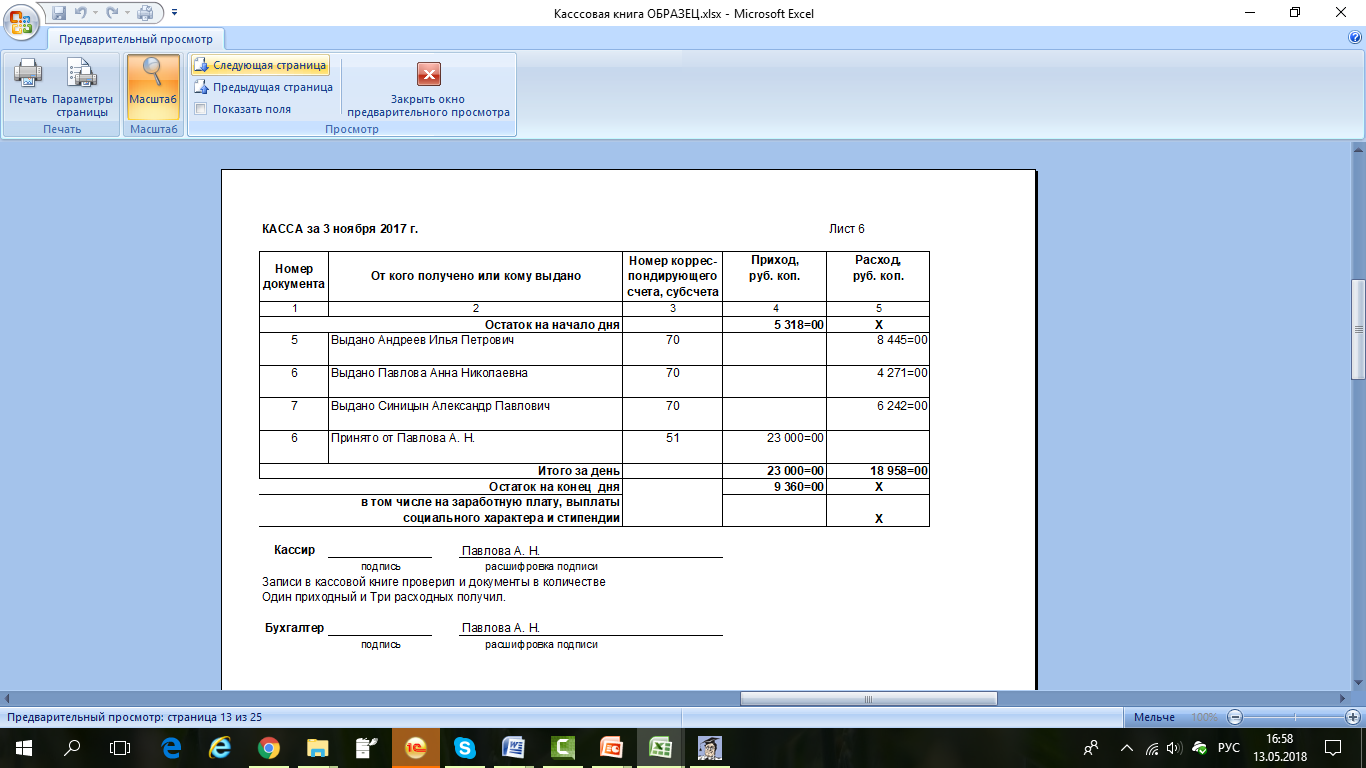 Касссовая книга ОБРАЗЕЦ.xlsx - Microsoft Excel
Предварительный просмотр
Печать
Параметры страницы
Масштаб
Следующая страница
Предыдущая страница
Показать поля
Закрыть окно
предварительного просмотра
Печать
Масштаб
Просмотр
КАССА за 3 ноября 2017 г. Лист 6
Номер документа
От кого получено или кому выдано
Номер коррес-
пондирующего
счета, субсчета
Приход,
руб. коп.
Расход,
руб. коп.
1 2 3 4 5
Остаток на начало дня 5 318=00 Х
5 Выдано Андреев Илья Петрович 70 8 445=00
6 Выдано Павлова Анна Николаевна 70 4 271=00
7 Выдано Синицын Александр Павлович 70 6 242=00
6 Принято от Павлова А. Н. 51 23 000=00
Итого за день 23 000=00 18 958=00
Остаток на конец дня 9 360=00 Х
в том числе на заработную плату, выплаты
социального характера и стипендии Х
Кассир Павлова А. Н.
подпись расшифровка подписи
Записи в кассовой книге проверил и документы в количестве
Один приходный и Три расходных получил.
Бухгалтер Павлова А. Н.
подпись расшифровка подписи
Предварительный просмотр: страница 13 из 25
Мельче 100%
РУС
16:58
13.05.2018